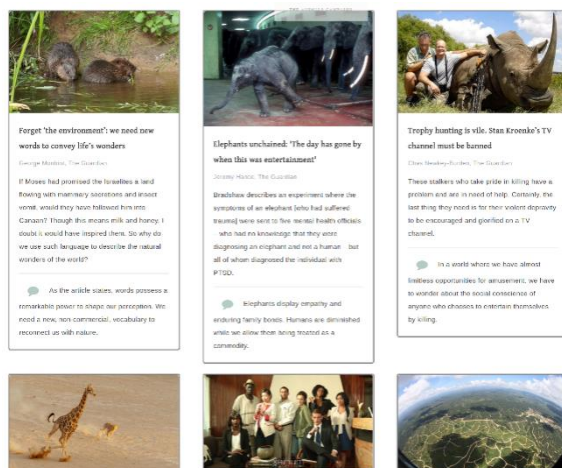 Forget 'the environment': we need new
words to convey life's wonders
George Monbiot, The Guardian
If Moses had promised the Israelites a land
flowing with mammary secretions and insect
vomit, would they have followed him into
Canaan? Though this means milk and honey, I
doubt it would have inspired them. So why do
we use such language to describe the natural
wonders of the world?
As the article states, words possess a
remarkable power to shape our perception. We
need a new, non-commercial, vocabulary to
reconnect us with nature.
Elephants unchained: 'The day has gone by
when this was entertainment'
The Guardian
Bradshaw describes an experiment where the
symptoms of an elephant [who had suffered
trauma] were sent to five mental health officials
who had no knowledge that they were
diagnosing an elephant and not a human but
all of whom diagnosed the individual with
PTSD.
Elephants display empathy and
enduring family bonds. Humans are diminished
while we allow them being treated as a
commodity.
Trophy hunting is vile. Stan Kroenke's TV
channel must be banned
Chas Newkey-Burden, The Guardian
These stalkers who take pride in killing have a
problem and are in need of help. Certainly, the
last thing they need is for their violent depravity
to be encouraged and glorified on a TV
channel.
In a world where we have almost
limitless opportunities for amusement, we have
to wonder about the social conscience of
anyone who chooses to entertain themselves
by killing.